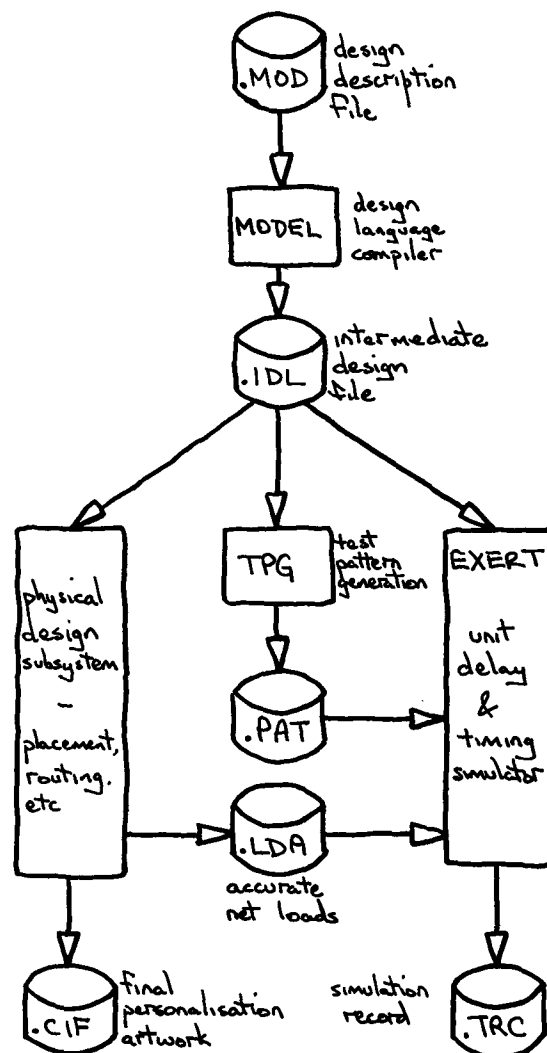 .MOD
design
description
file
MODEL
design
language
compiler
.IDL
intermediate
design
file
physical
design
subsystem
-
placement,
routing.
etc
TPG
test
pattern
generation
EXERT
unit
delay
&
timing
simulator
.PAT
.LDA
accurate
net loads
.CIF
final
personalisation
artwork
simulation
record
.TRC